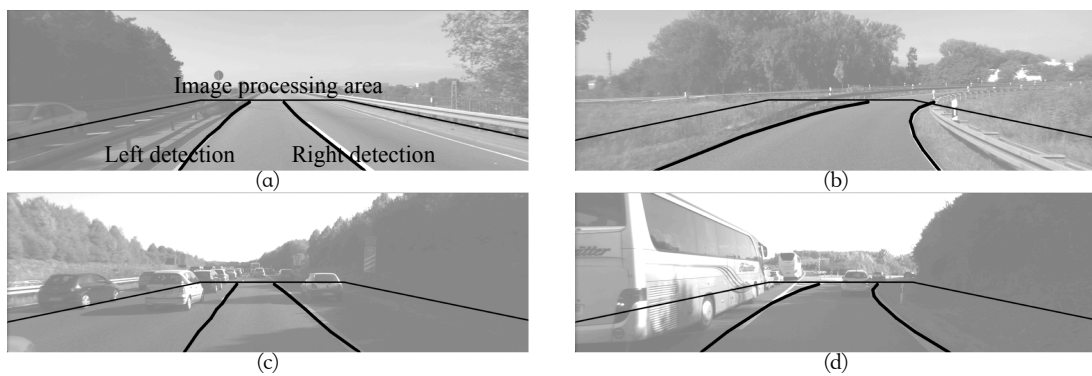 Image processing area
Left detection
Right detection
(a)
(b)
(c)
(d)